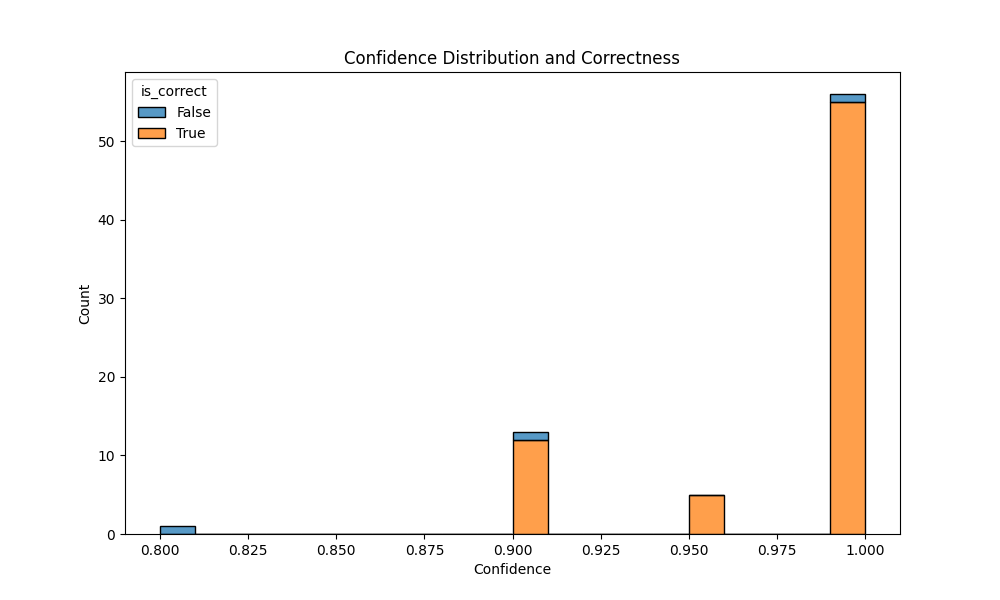 Confidence Distribution and Correctness
is_correct
False
True
50
40
30
20
10
0
Count
0.800 0.825 0.850 0.875 0.900 0.925 0.950 0.975 1.000
Confidence